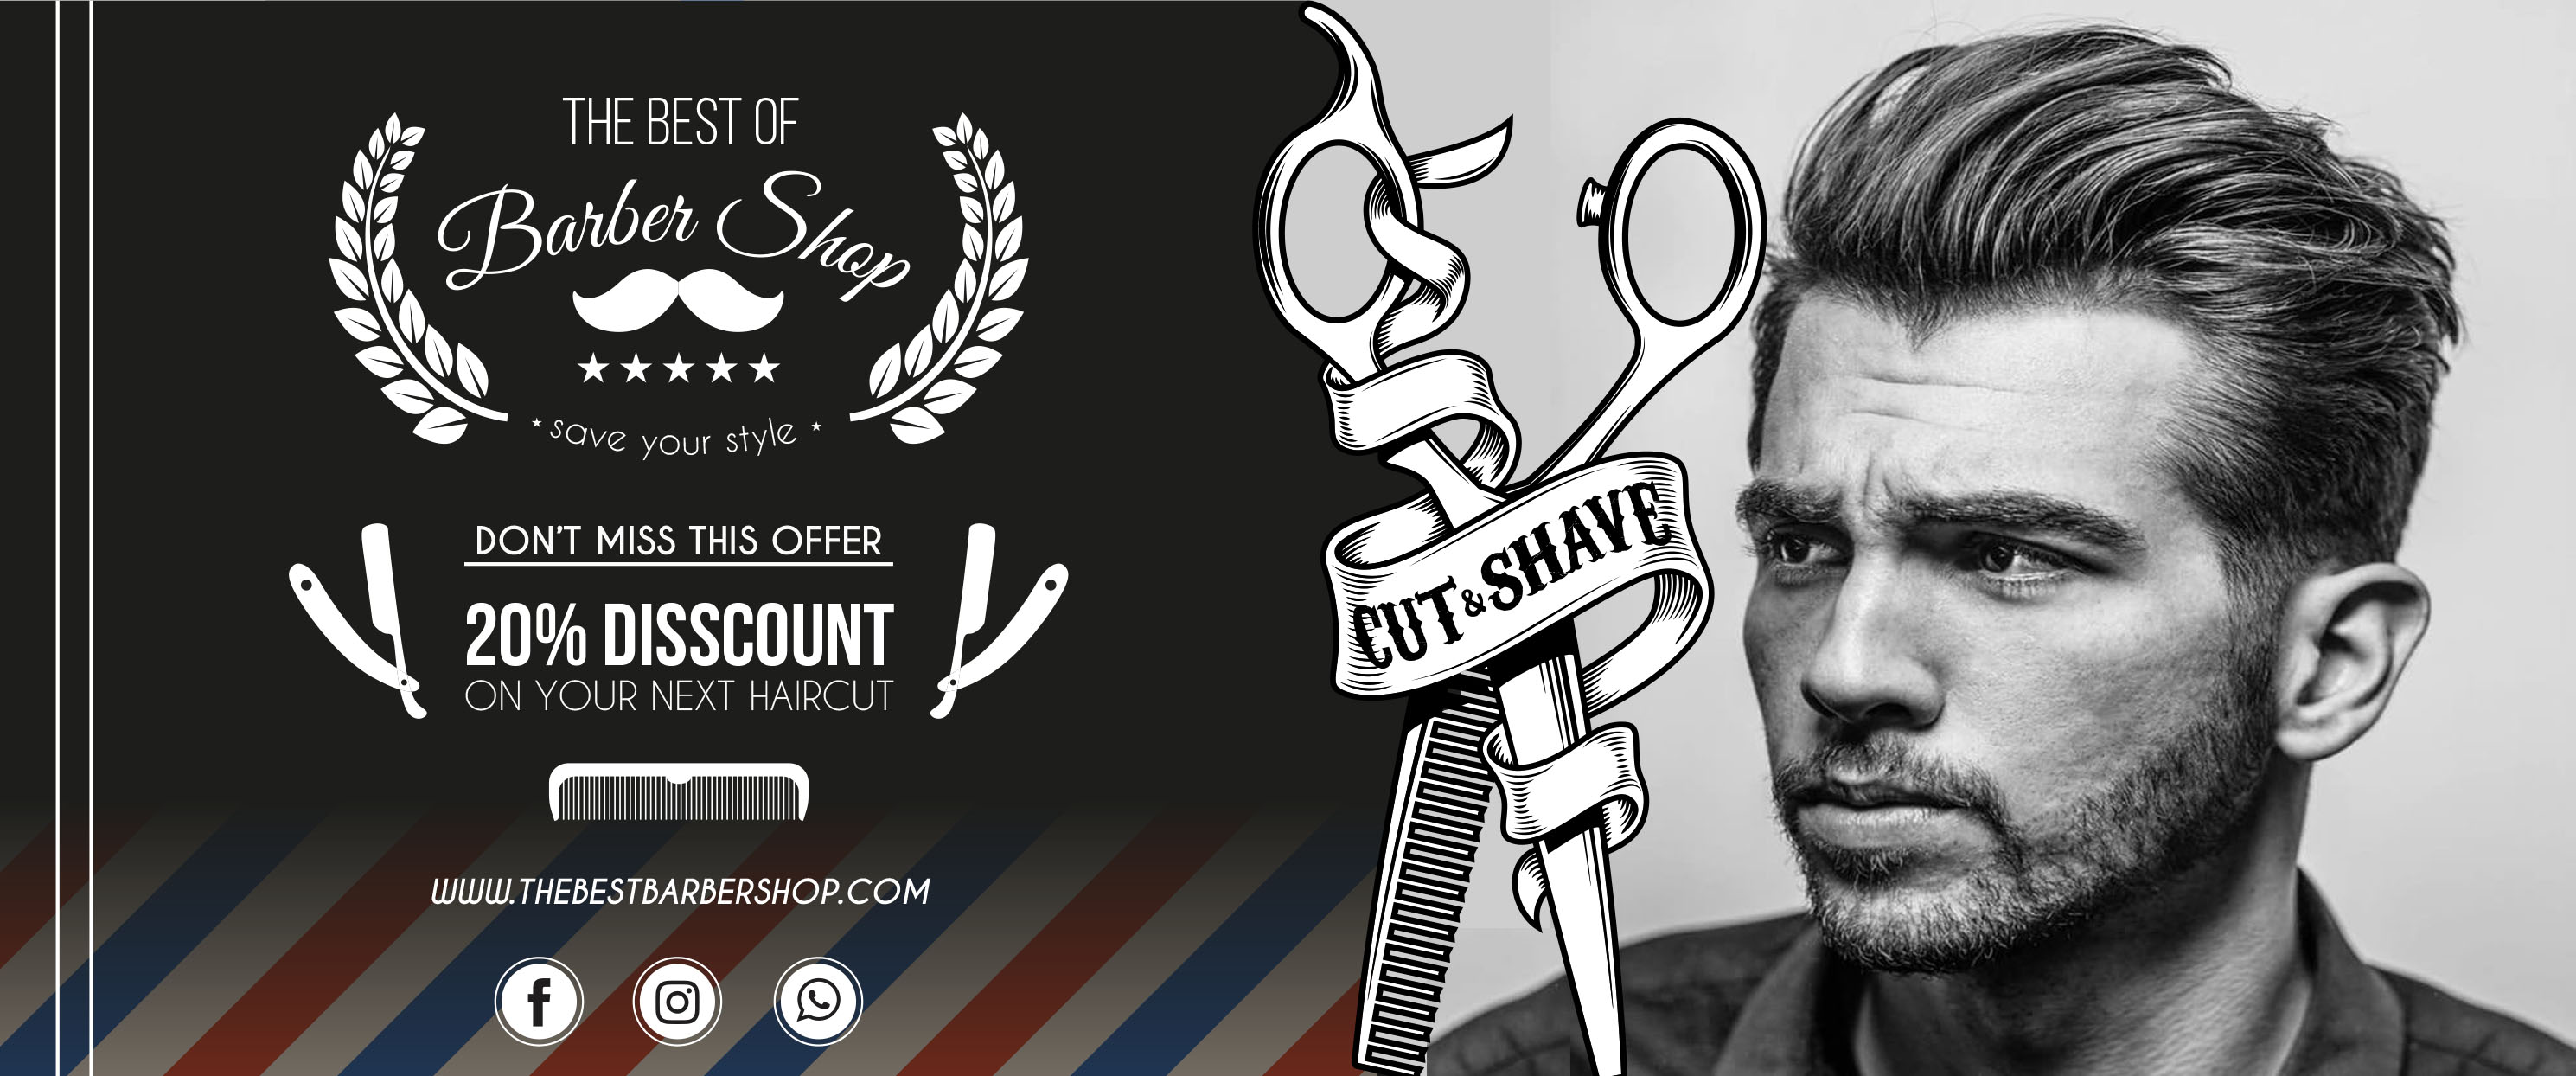 THE BEST OF
Barber Shop
save your style
DON'T MISS THIS OFFER
20% DISSCOUNT
ON YOUR NEXT HAIRCUT
WWW.THEBESTBARBERSHOP.COM
CUT & SHAVE